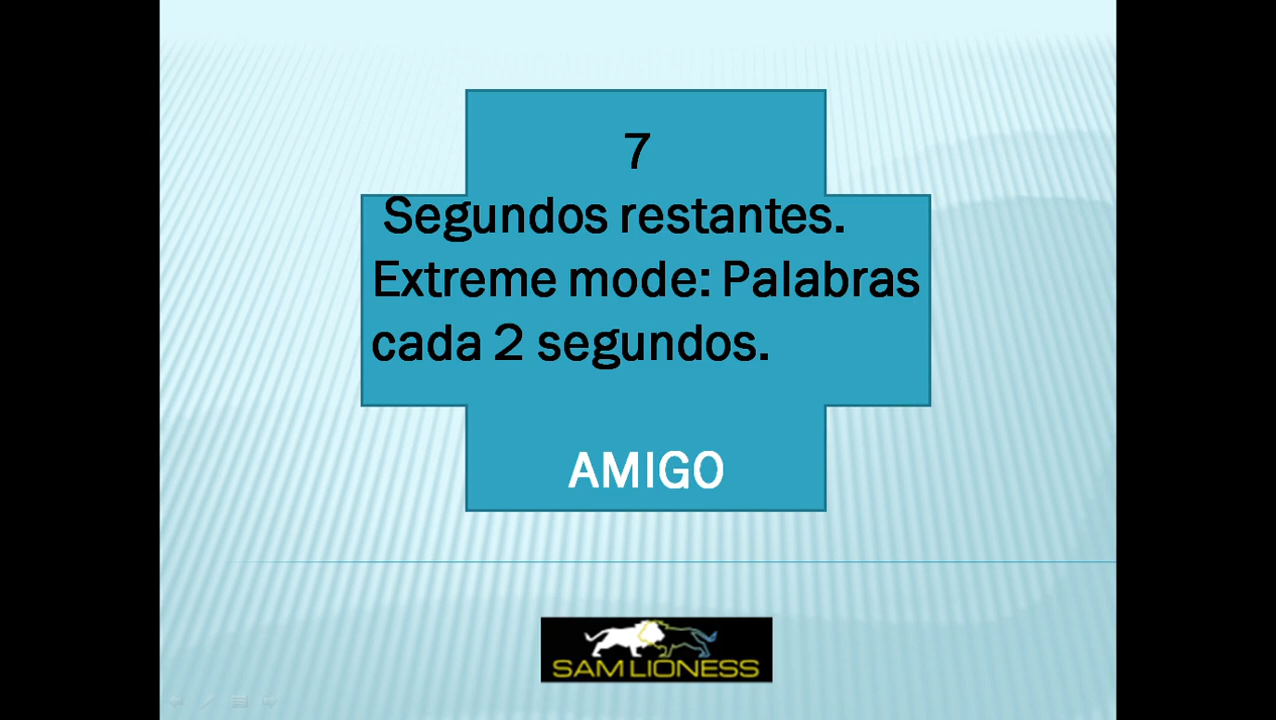 7
Segundos restantes.
Extreme mode: Palabras
cada 2 segundos.
AMIGO
SAM LIONESS